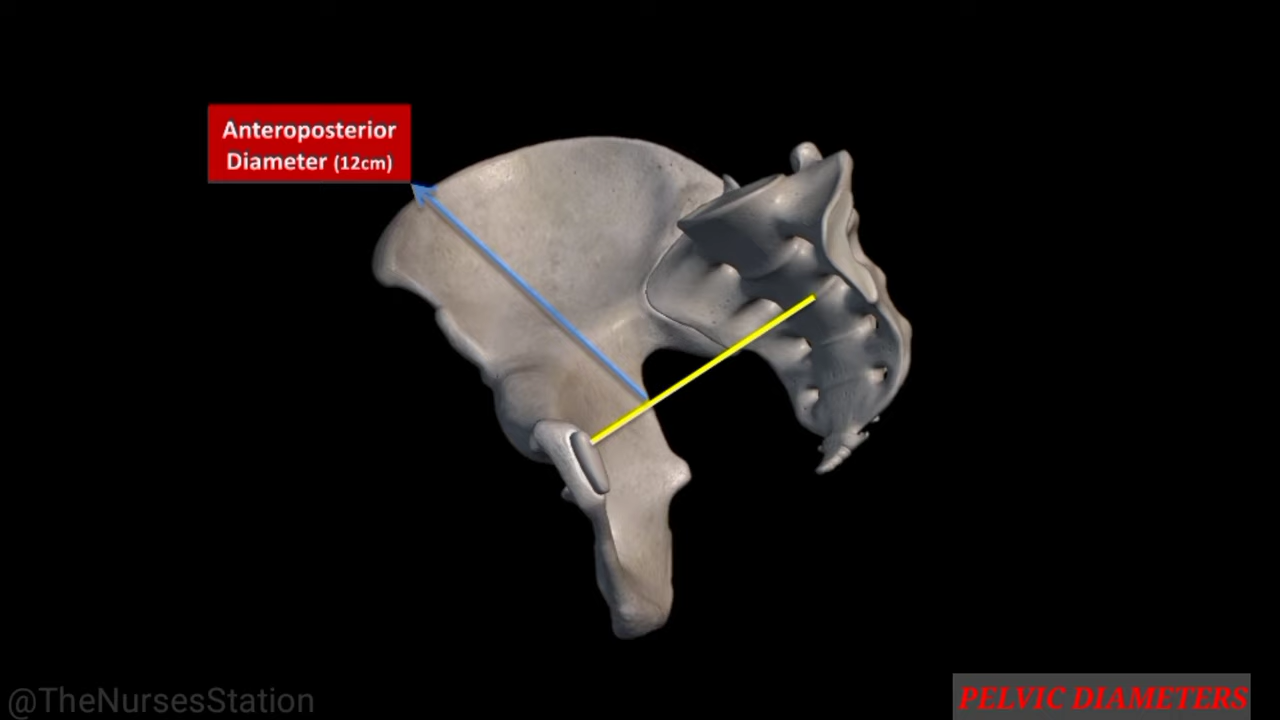 Anteroposterior
Diameter (12cm)
@TheNursesStation
PELVIC DIAMETERS